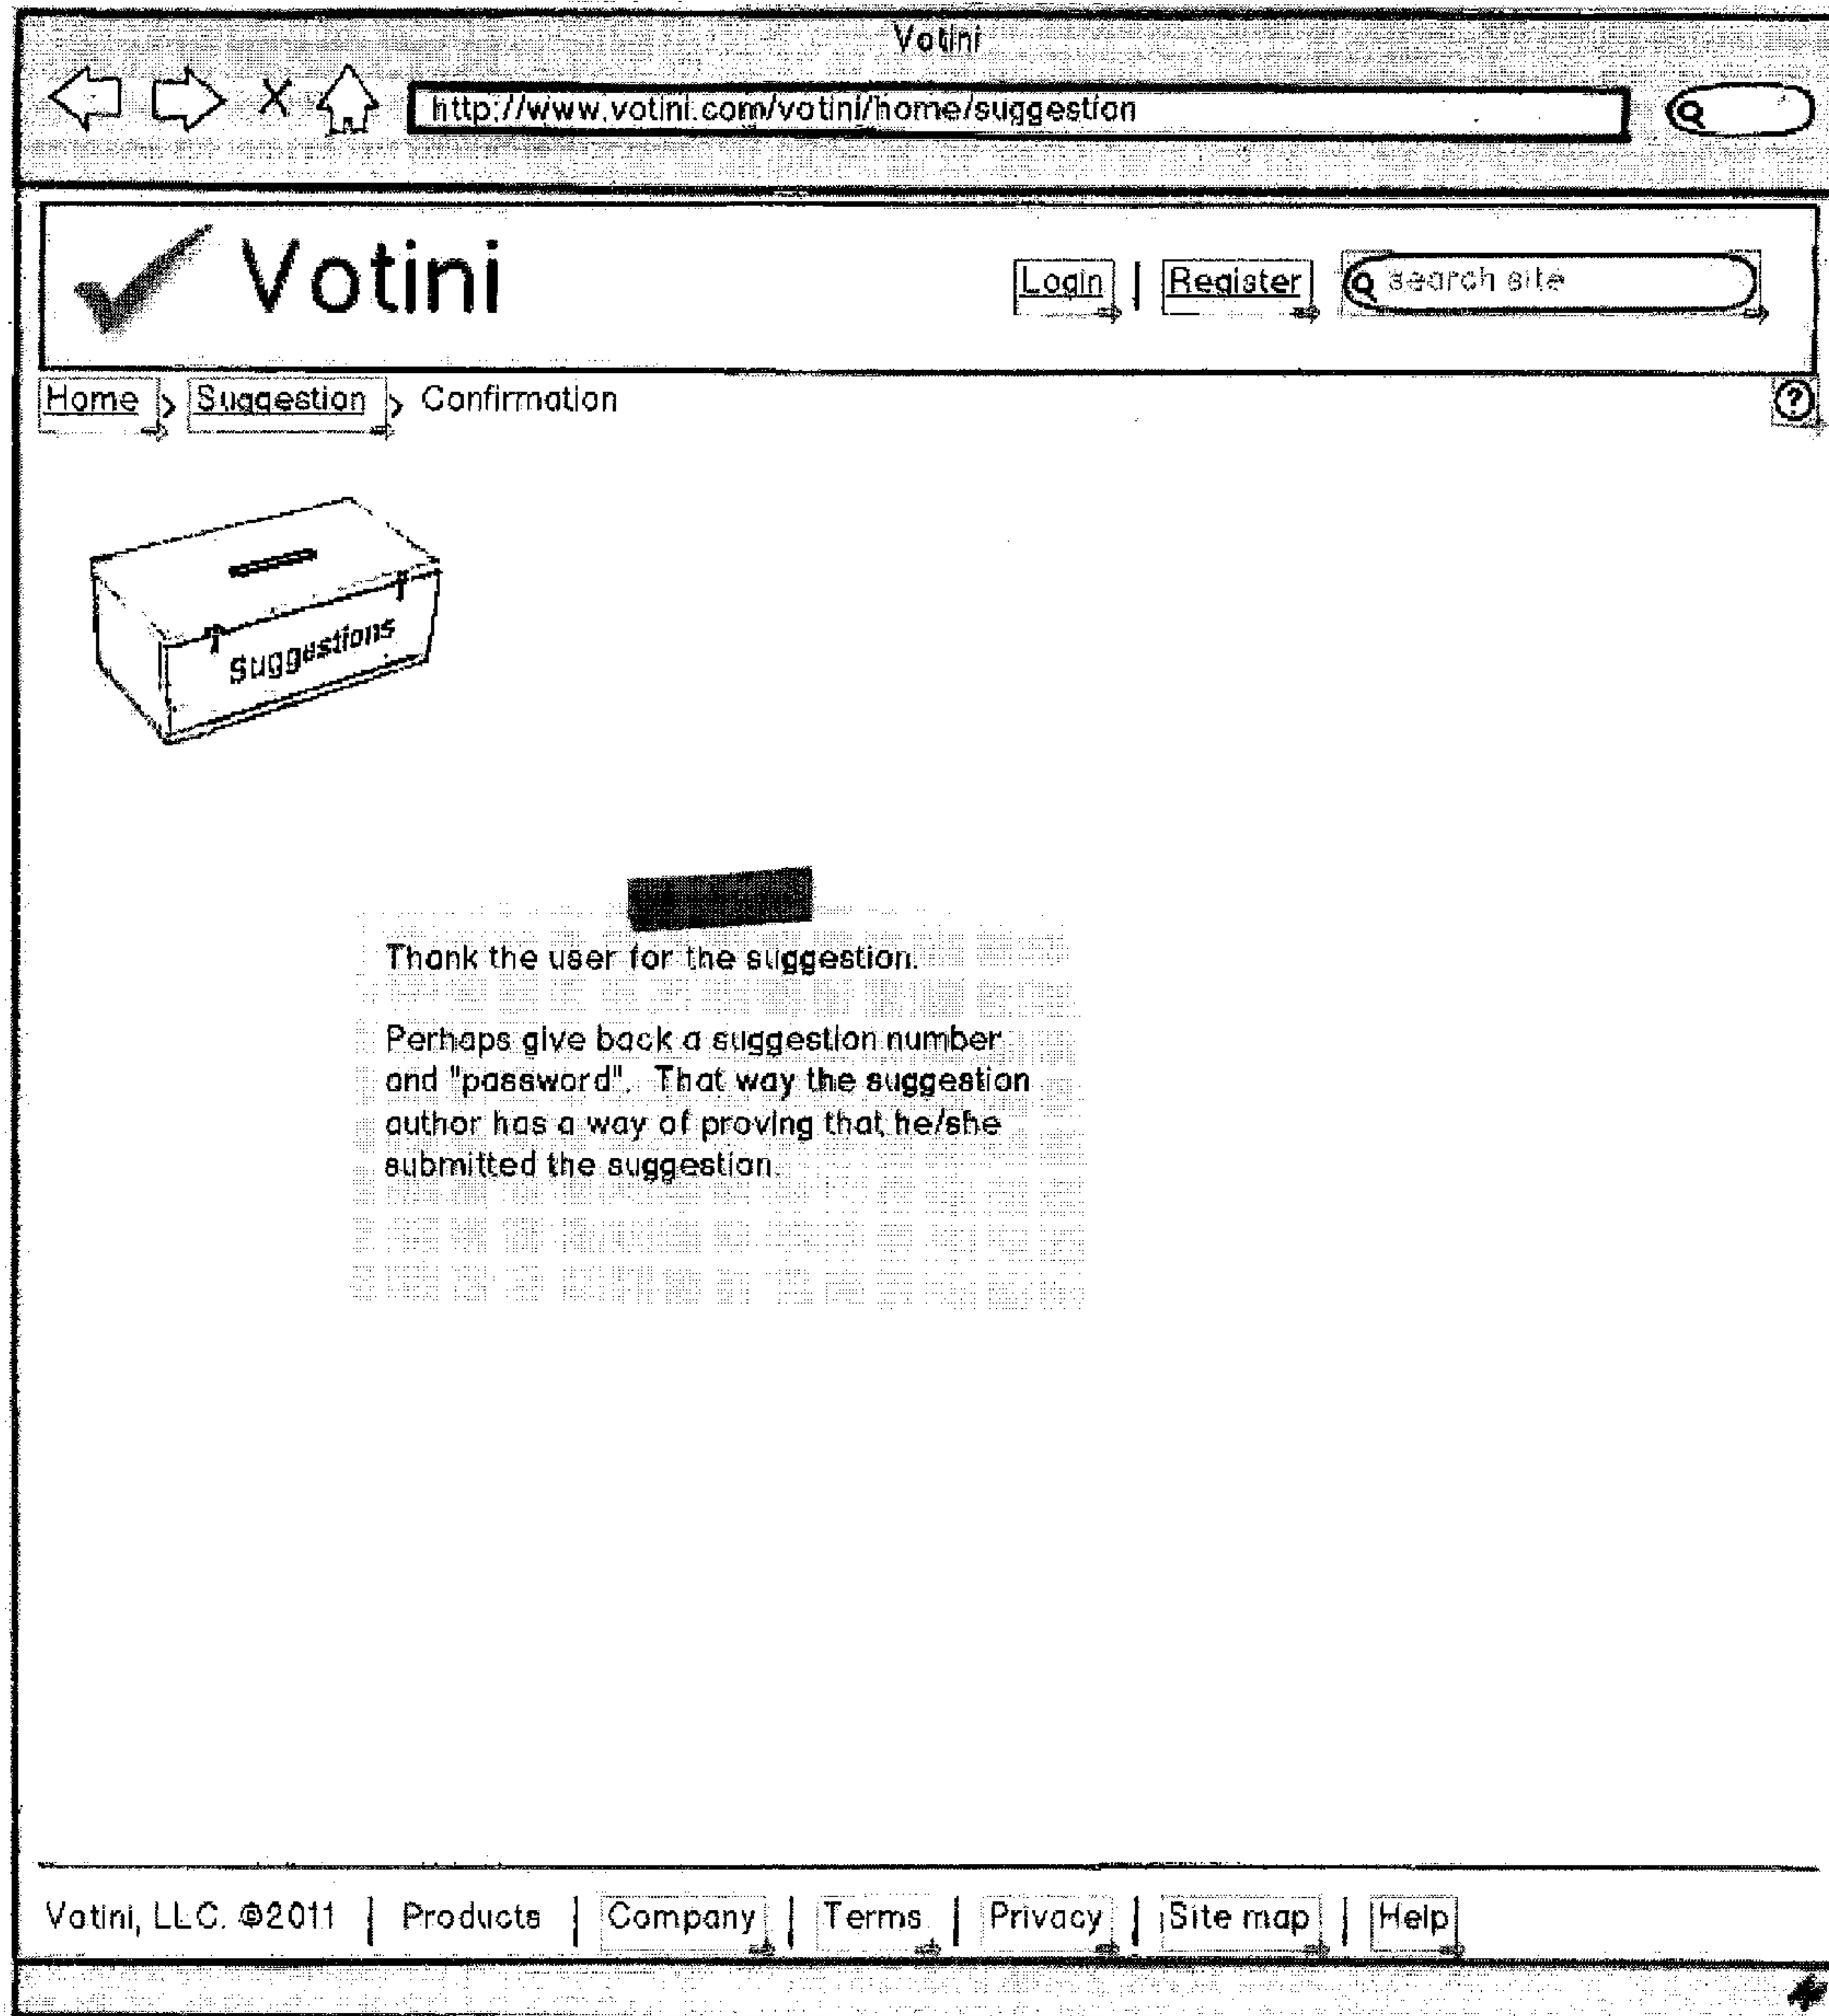 Votini
http://www.votini.com/votini/home/suggestion
Votini
Login | Register search site
Home > Suggestion > Confirmation ?
Suggestions
Thank the user for the suggestion.
Perhaps give back a suggestion number
and "password". That way the suggestion
author has a way of proving that he/she
submitted the suggestion.
Votini, LLC. ©2011 | Products | Company | Terms | Privacy | Site map | Help